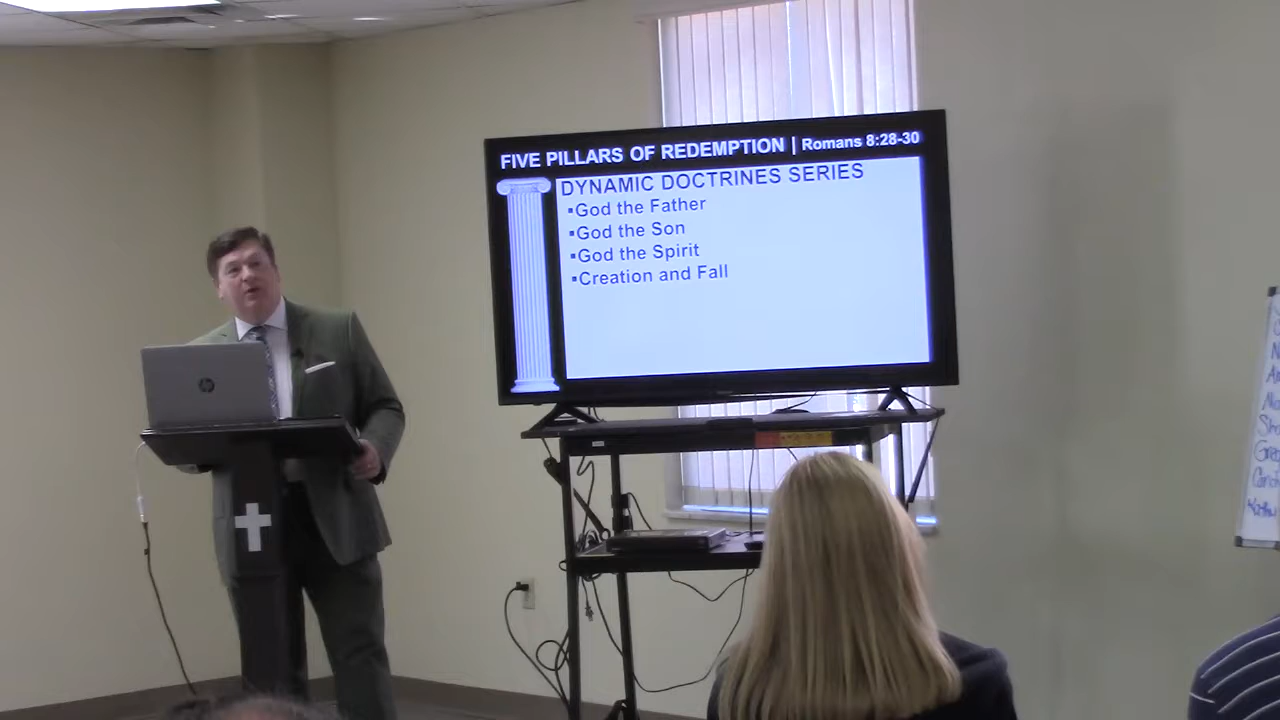 FIVE PILLARS OF REDEMPTION | Romans 8:28-30
DYNAMIC DOCTRINES SERIES
▪God the Father
▪God the Son
▪God the Spirit
▪Creation and Fall
hp